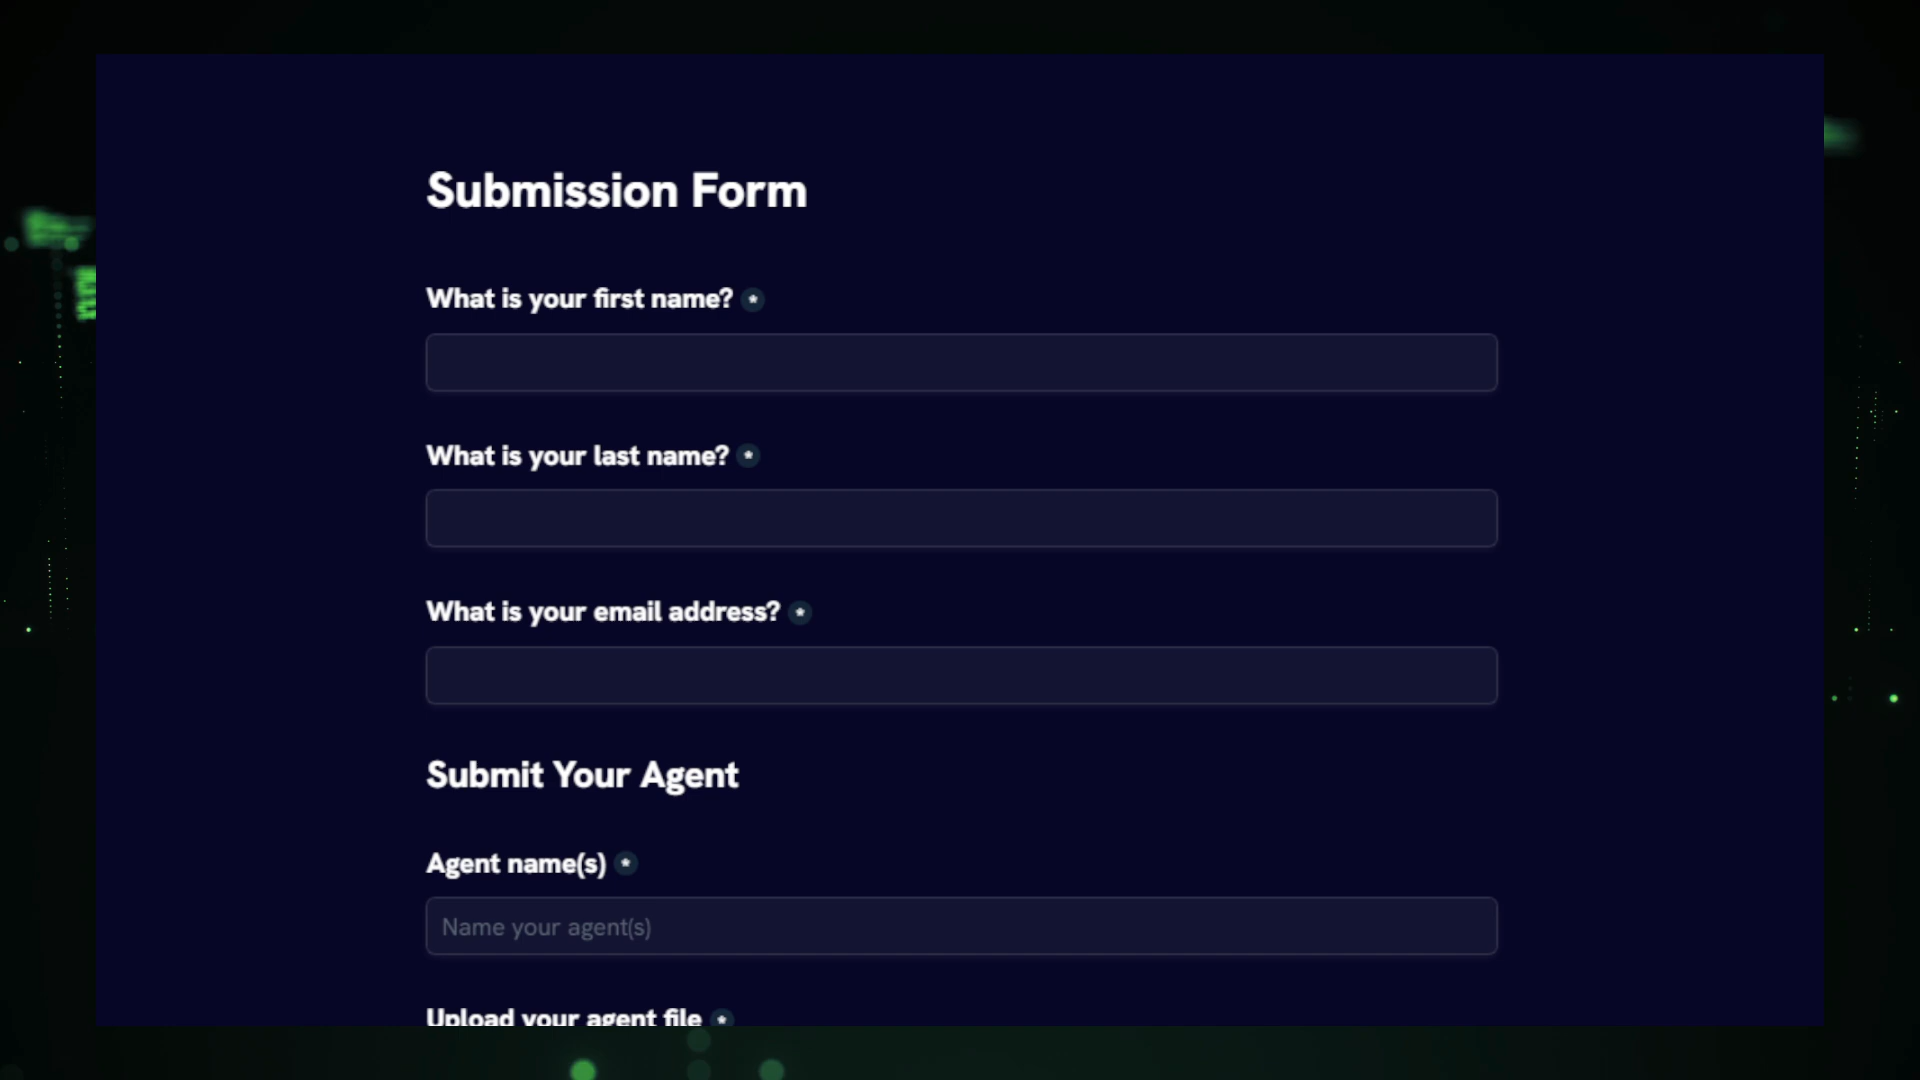 Submission Form
What is your first name? *
What is your last name? *
What is your email address? *
Submit Your Agent
Agent name(s) *
Name your agent(s)
Upload your agent file *